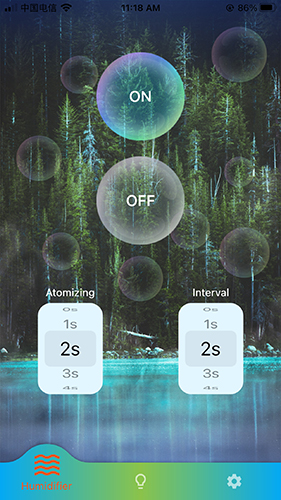 中国电信 11:18 AM 86%
ON
OFF
Atomizing Interval
0s 0s
1s 1s
2s 2s
3s 3s
4s 4s
Humidifier